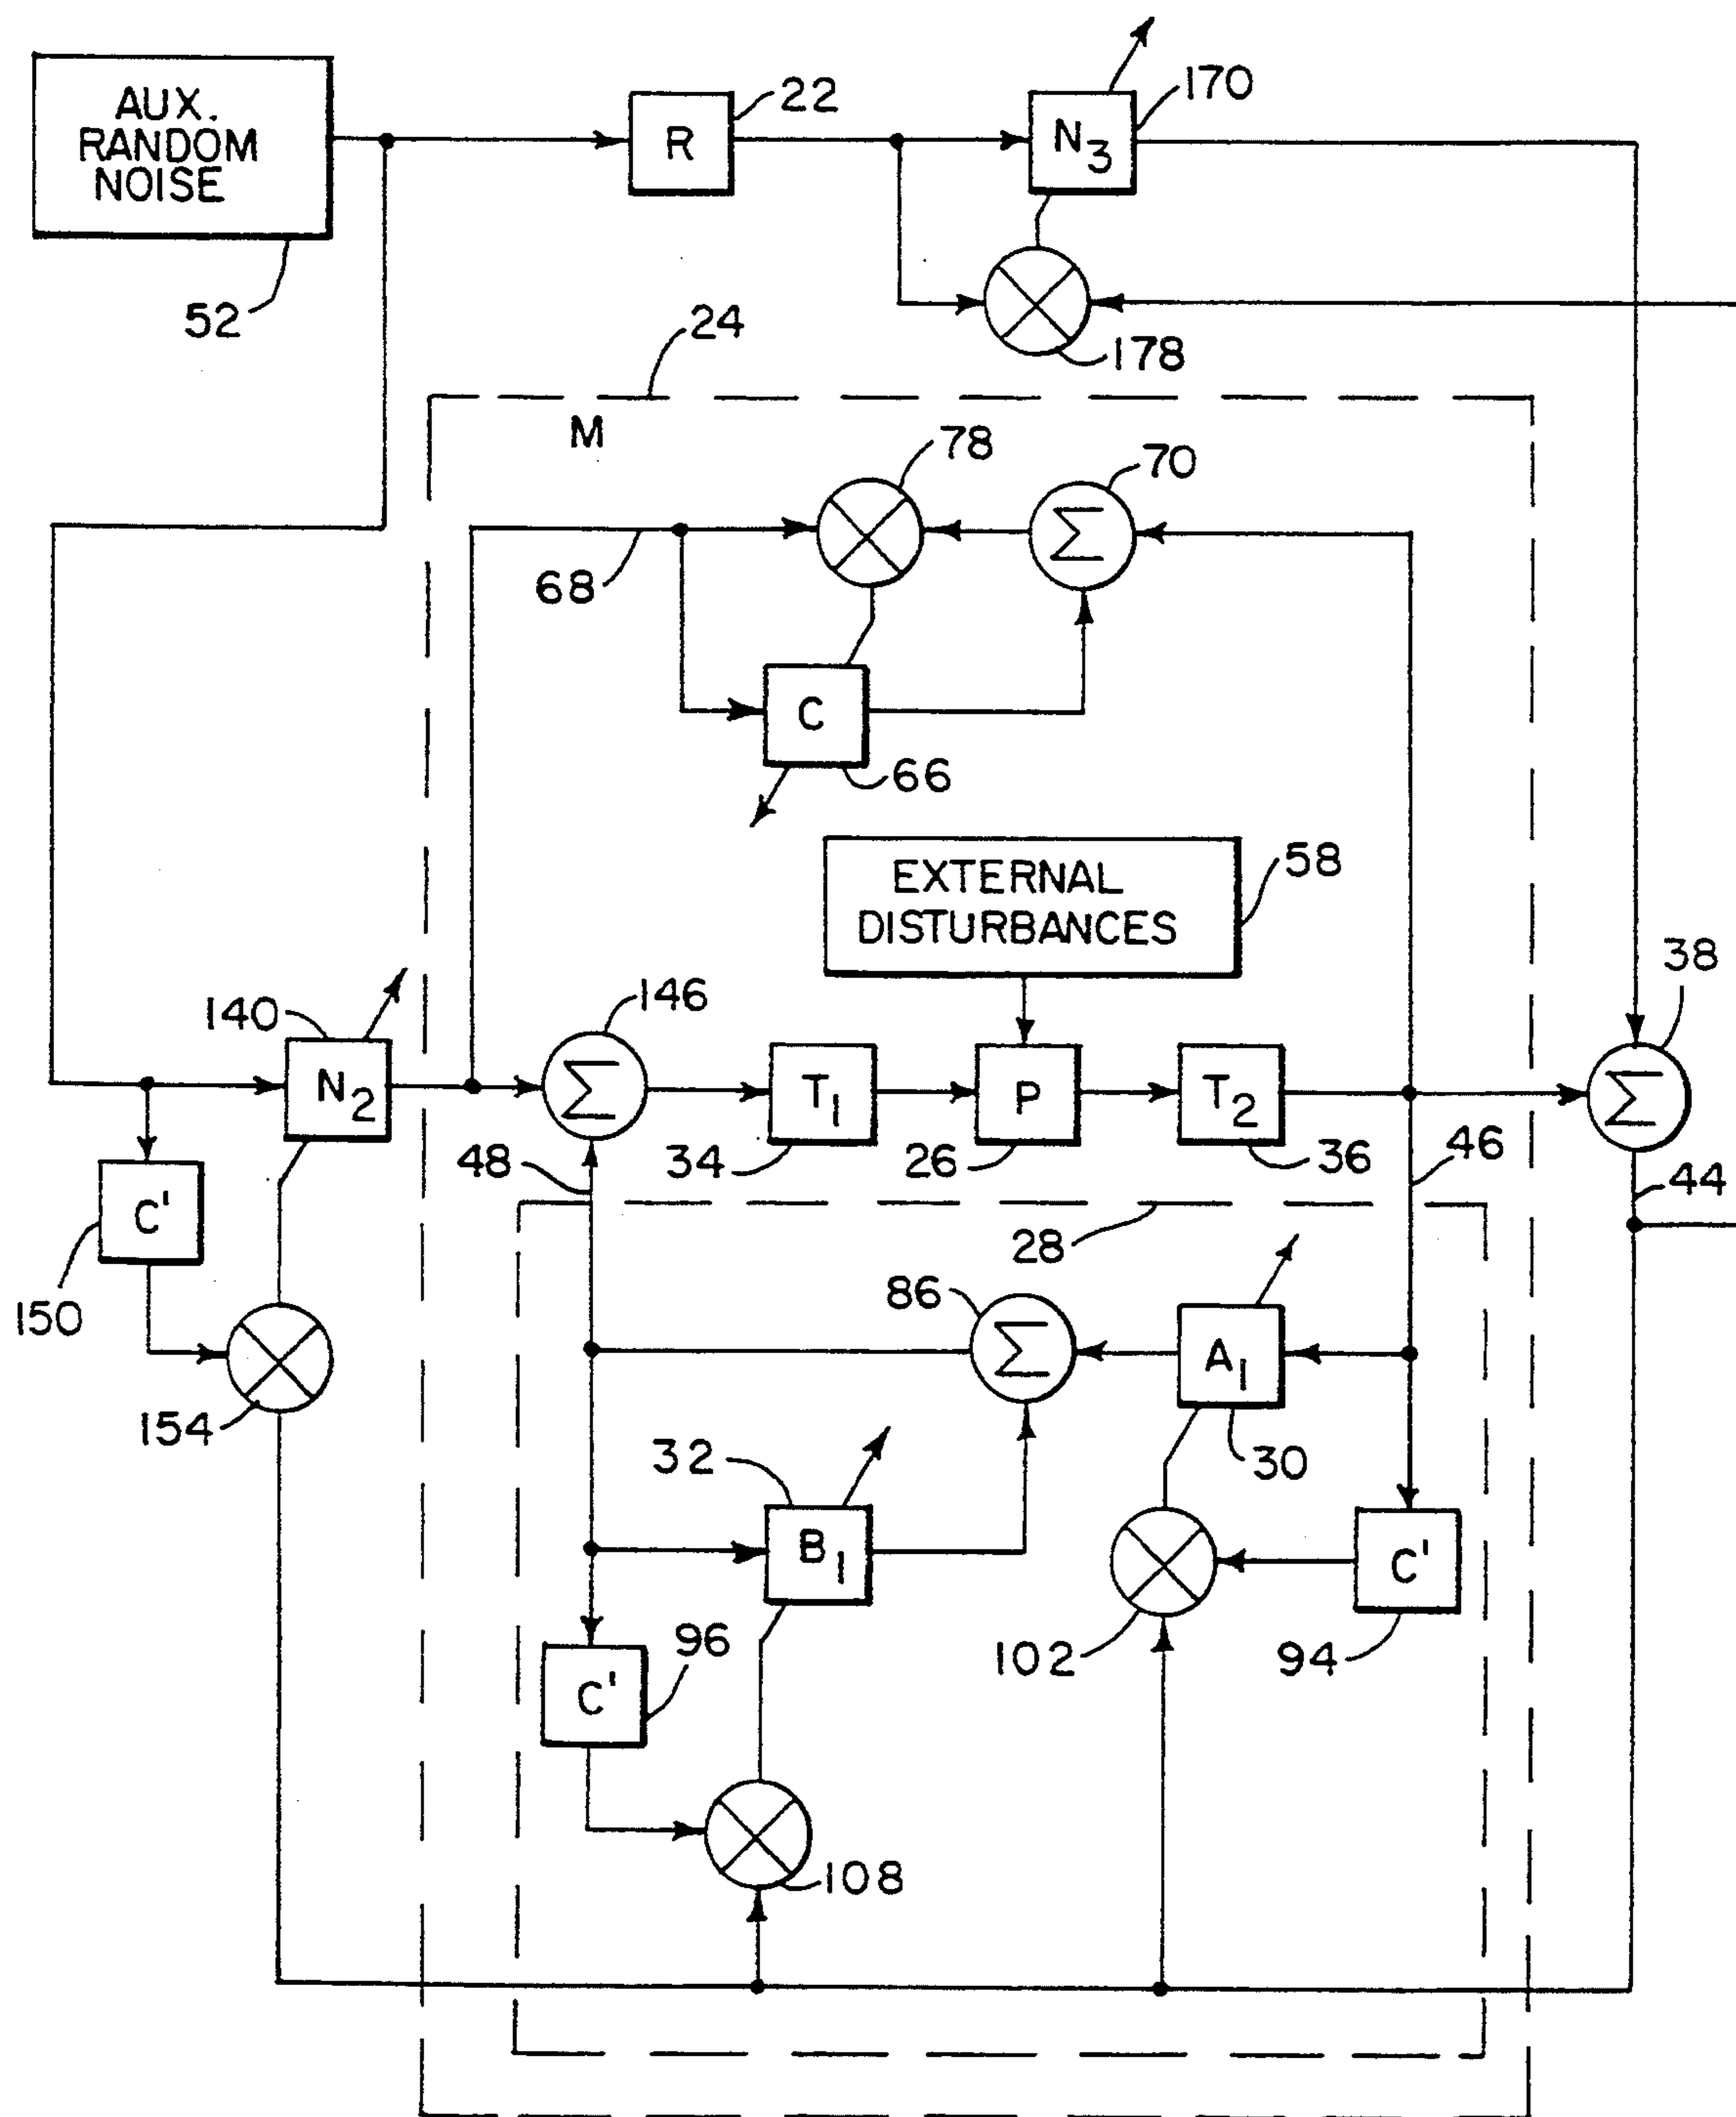 AUX.
RANDOM
NOISE
52
R
22
N3
170
178
24
M
78
70
Σ
68
C
66
EXTERNAL
DISTURBANCES
58
38
Σ
140
N2
146
Σ
T1
34
P
26
T2
36
46
44
48
28
C'
150
154
86
Σ
A1
30
32
B1
102
C'
94
C'
96
108